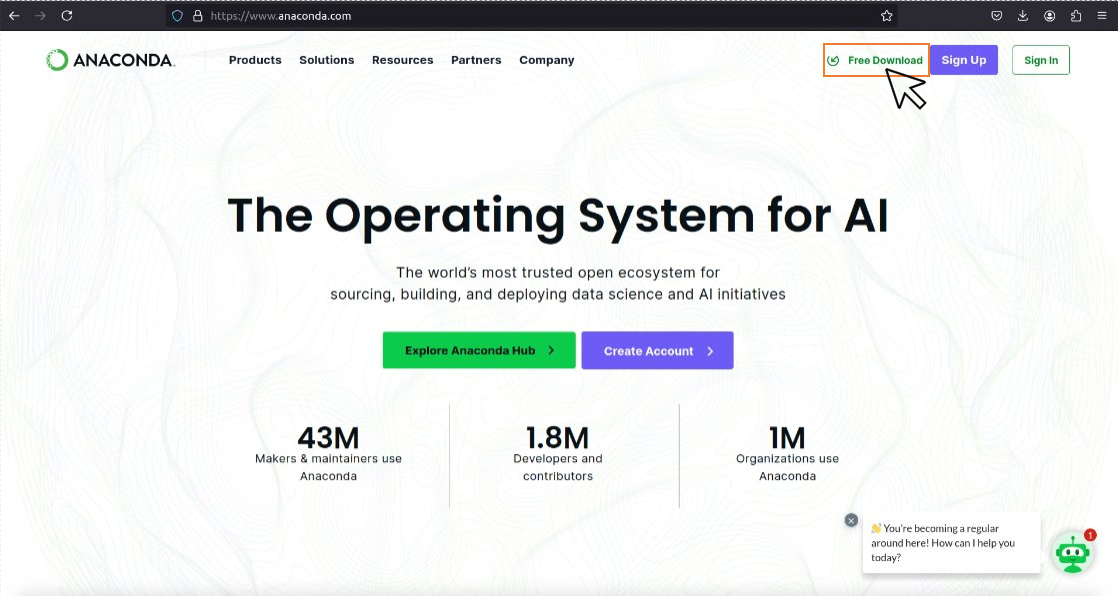 https://www.anaconda.com
ANACONDA.
Products Solutions Resources Partners Company
Free Download Sign Up Sign In
The Operating System for AI
The world's most trusted open ecosystem for
sourcing, building, and deploying data science and AI initiatives
Explore Anaconda Hub
Create Account
43M
Makers & maintainers use
Anaconda
1.8M
Developers and
contributors
1M
Organizations use
Anaconda
👋 You're becoming a regular
around here! How can I help you
today?
1